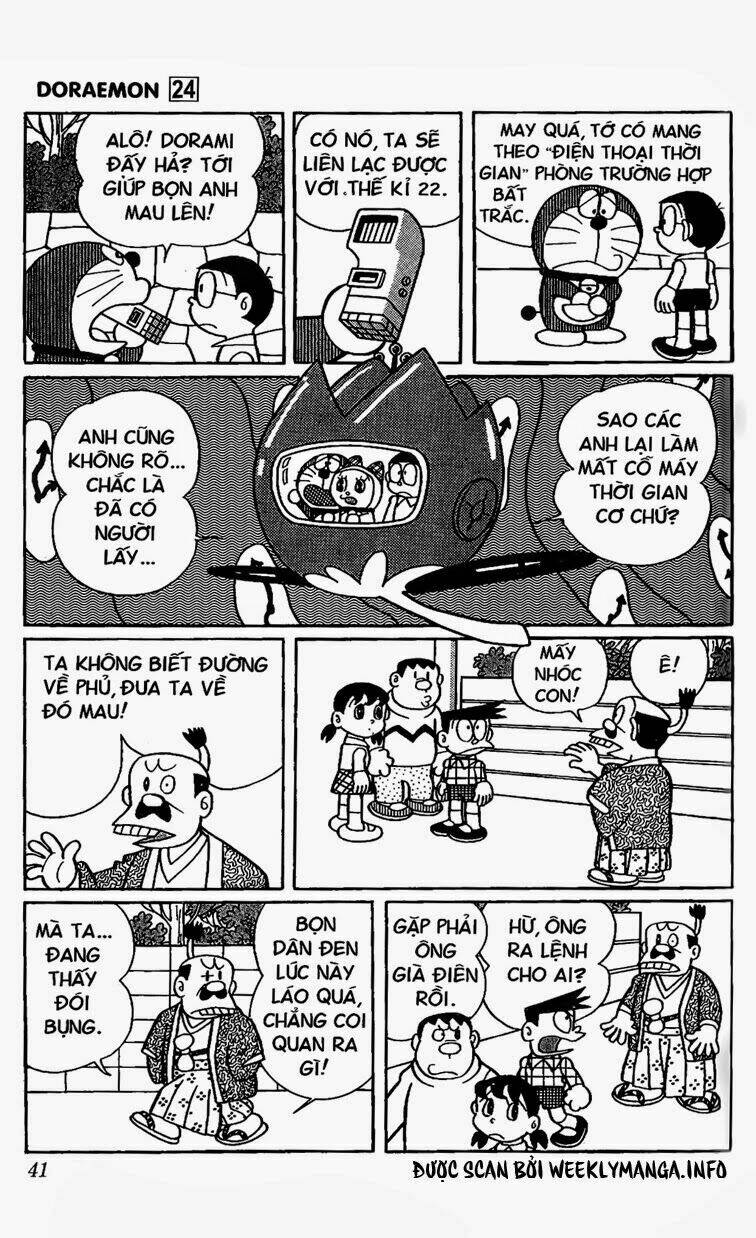 DORAEMON 24
MAY QUÁ, TỚ CÓ MANG
THEO "ĐIỆN THOẠI THỜI
GIAN" PHÒNG TRƯỜNG HỢP
BẤT
TRẮC.
CÓ NÓ, TA SẼ
LIÊN LẠC ĐƯỢC
VỚI THẾ KỈ 22.
ALÔ! DORAMI
ĐẤY HẢ? TỚI
GIÚP BỌN ANH
MAU LÊN!
SAO CÁC
ANH LẠI LÀM
MẤT CỖ MÁY
THỜI GIAN
CƠ CHỨ?
ANH CŨNG
KHÔNG RÕ...
CHẮC LÀ
ĐÃ CÓ
NGƯỜI
LẤY...
Ê!
MẤY
NHÓC
CON!
TA KHÔNG BIẾT ĐƯỜNG
VỀ PHỦ, ĐƯA TA VỀ
ĐÓ MAU!
HỪ, ÔNG
RA LỆNH
CHO AI?
GẶP PHẢI
ÔNG
GIÀ ĐIÊN
RỒI.
BỌN
DÂN ĐEN
LÚC NÀY
LÁO QUÁ,
CHẲNG COI
QUAN RA
GÌ!
MÀ TA...
ĐANG
THẤY
ĐÓI
BỤNG.
41
ĐƯỢC SCAN BỞI WEEKLYMANGA.INFO